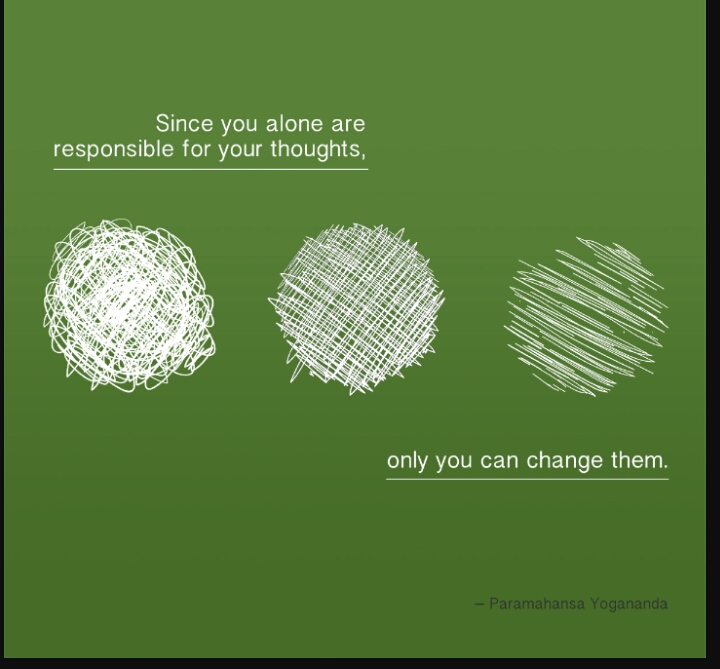 Since you alone are
responsible for your thoughts,
only you can change them.
– Paramahansa Yogananda